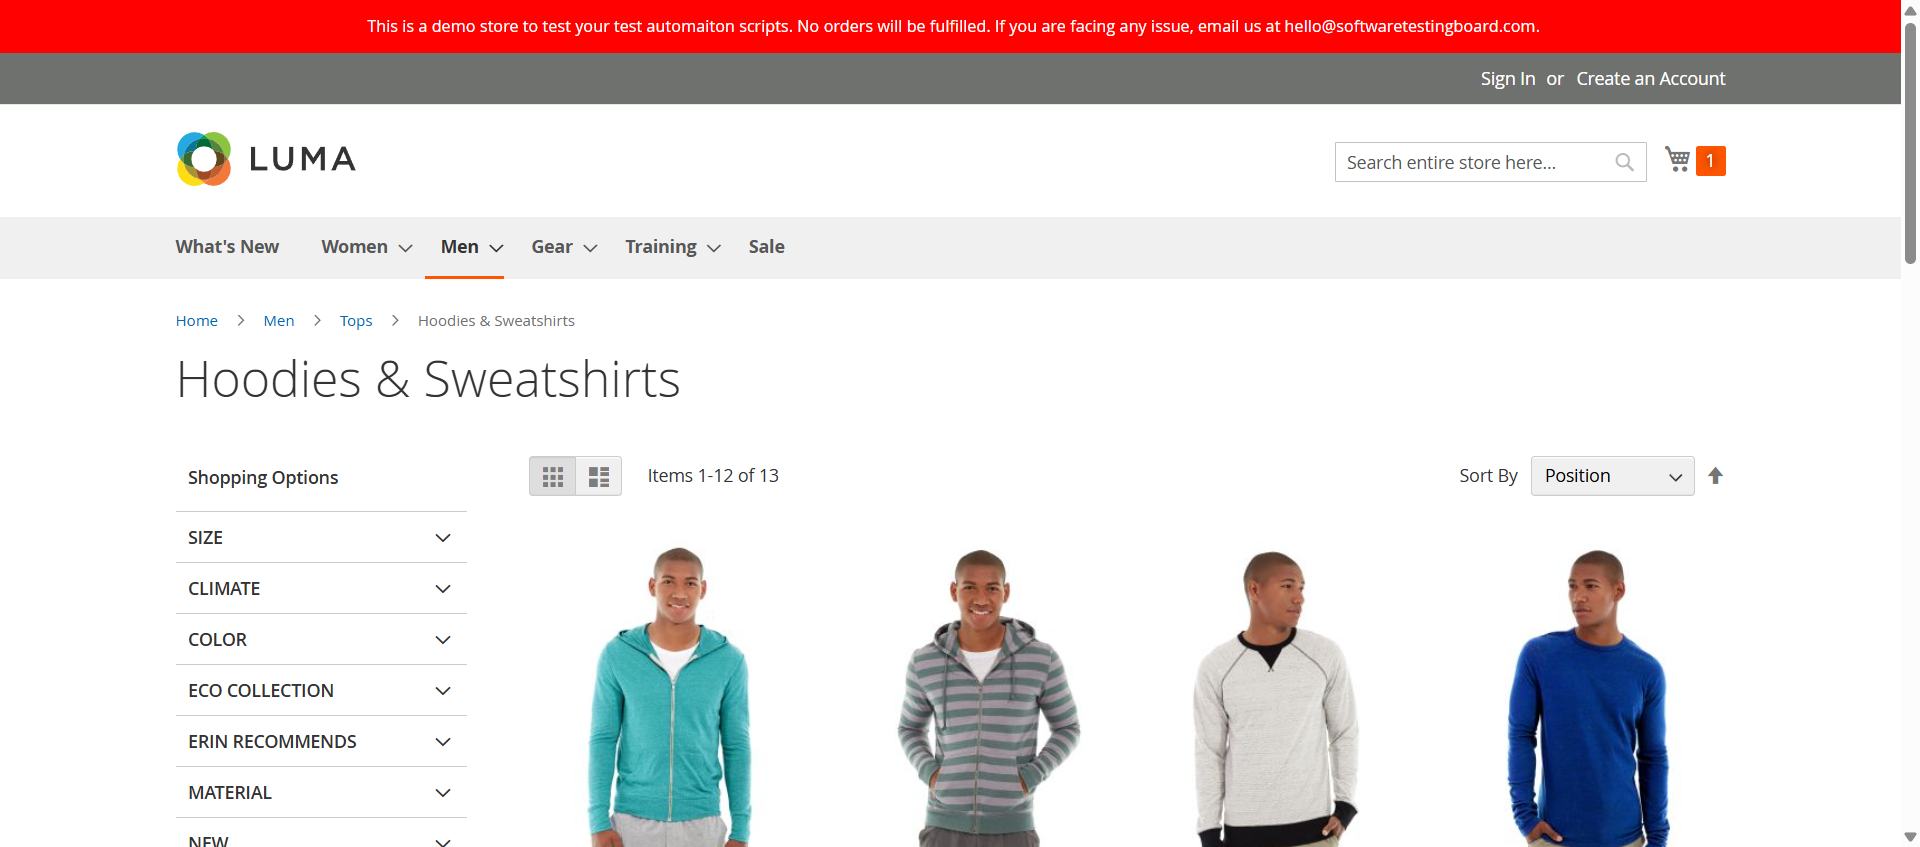 This is a demo store to test your test automaiton scripts. No orders will be fulfilled. If you are facing any issue, email us at hello@softwaretestingboard.com.
Sign In or Create an Account
LUMA
Search entire store here...
1
What's New Women Men Gear Training Sale
Home Men Tops Hoodies & Sweatshirts
Hoodies & Sweatshirts
Shopping Options
Items 1-12 of 13
Sort By Position
SIZE
CLIMATE
COLOR
ECO COLLECTION
ERIN RECOMMENDS
MATERIAL
NEW